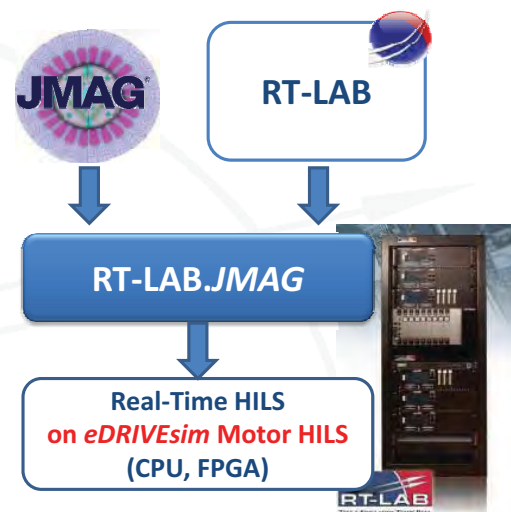 JMAG
RT-LAB
RT-LAB.JMAG
Real-Time HILS
on eDRIVEsim Motor HILS
(CPU, FPGA)
RT-LAB